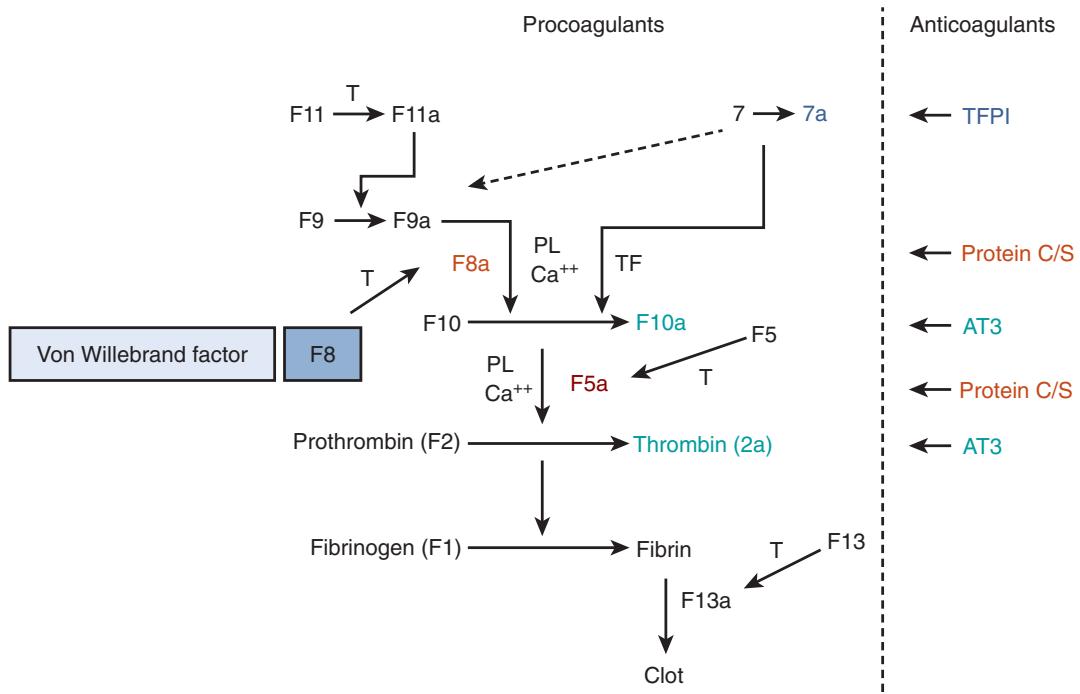 Procoagulants
Anticoagulants
F11
T
F11a
7
7a
TFPI
F9
F9a
PL
Ca⁺⁺
TF
F8a
Protein C/S
T
F10
F10a
AT3
Von Willebrand factor
F8
F5
T
PL
Ca⁺⁺
F5a
Protein C/S
Prothrombin (F2)
Thrombin (2a)
AT3
Fibrinogen (F1)
Fibrin
T
F13
F13a
Clot